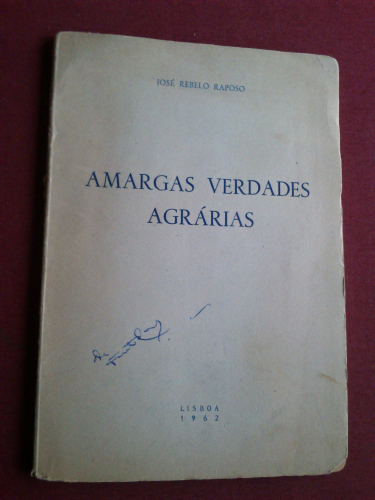 JOSÉ REBELO RAPOSO
AMARGAS VERDADES
AGRÁRIAS
LISBOA
1962